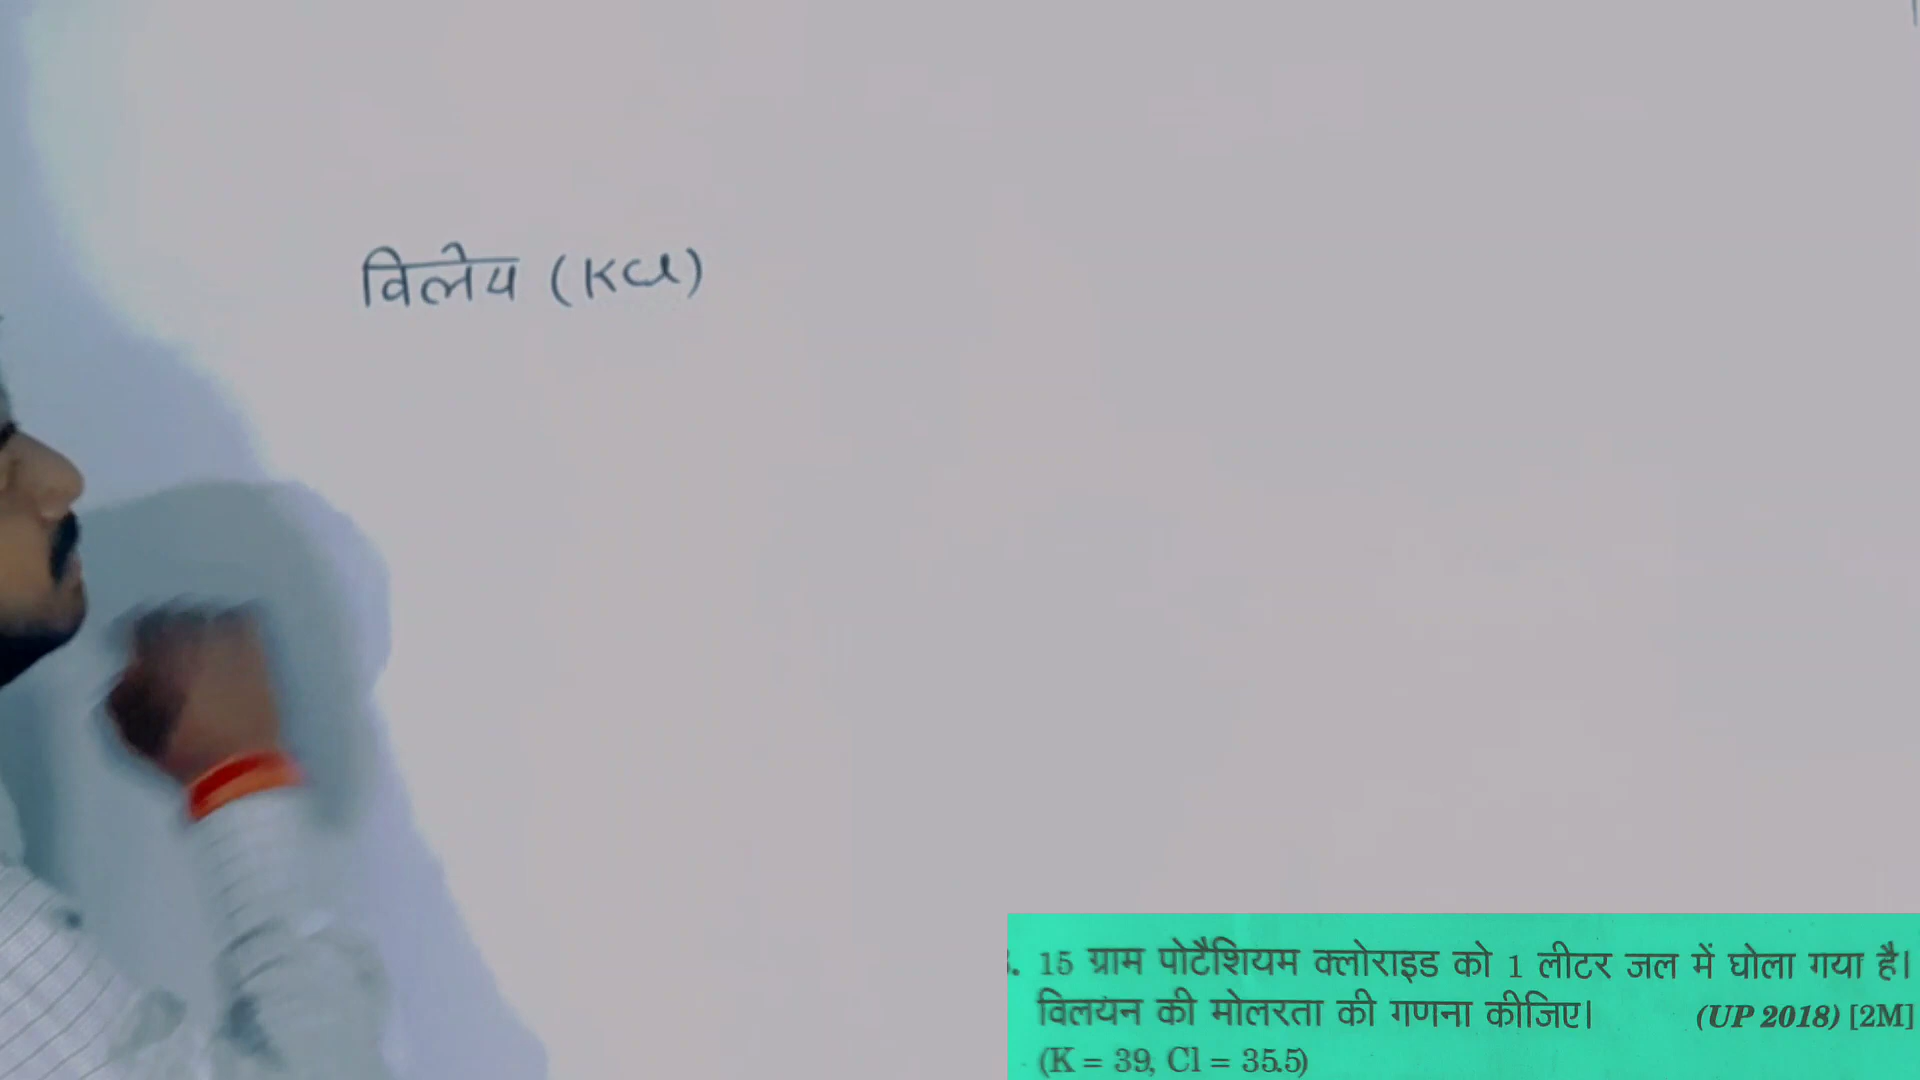 विलेय (KCl)
15 ग्राम पोटैशियम क्लोराइड को 1 लीटर जल में घोला गया है।
विलयन की मोलरता की गणना कीजिए। (UP 2018) [2M]
(K = 39, Cl = 35.5)